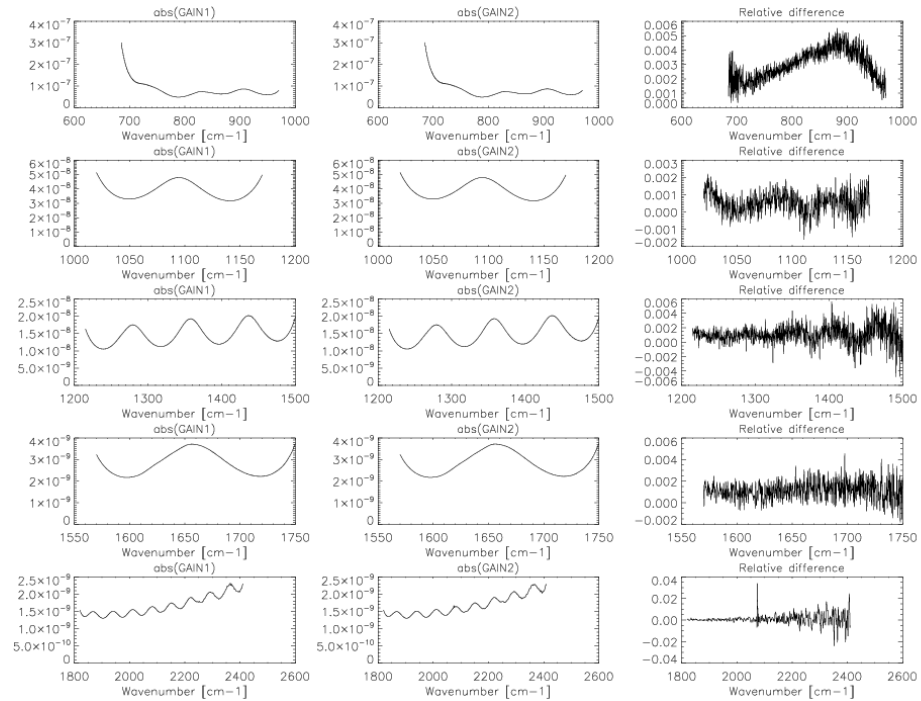 abs(GAIN1) abs(GAIN2) Relative difference
4×10⁻⁷ 4×10⁻⁷ 0.006
3×10⁻⁷ 3×10⁻⁷ 0.005
2×10⁻⁷ 2×10⁻⁷ 0.004
1×10⁻⁷ 1×10⁻⁷ 0.003
0 0 0.002
0.001
0.000
600 700 800 900 1000 600 700 800 900 1000 600 700 800 900 1000
Wavenumber [cm-1] Wavenumber [cm-1] Wavenumber [cm-1]
abs(GAIN1) abs(GAIN2) Relative difference
6×10⁻⁸ 6×10⁻⁸ 0.003
5×10⁻⁸ 5×10⁻⁸ 0.002
4×10⁻⁸ 4×10⁻⁸ 0.001
3×10⁻⁸ 3×10⁻⁸ 0.000
2×10⁻⁸ 2×10⁻⁸ −0.001
1×10⁻⁸ 1×10⁻⁸ −0.002
0 0
1000 1050 1100 1150 1200 1000 1050 1100 1150 1200 1000 1050 1100 1150 1200
Wavenumber [cm-1] Wavenumber [cm-1] Wavenumber [cm-1]
abs(GAIN1) abs(GAIN2) Relative difference
2.5×10⁻⁸ 2.5×10⁻⁸ 0.006
2.0×10⁻⁸ 2.0×10⁻⁸ 0.004
1.5×10⁻⁸ 1.5×10⁻⁸ 0.002
1.0×10⁻⁸ 1.0×10⁻⁸ 0.000
5.0×10⁻⁹ 5.0×10⁻⁹ −0.002
0 0 −0.004
−0.006
1200 1300 1400 1500 1200 1300 1400 1500 1200 1300 1400 1500
Wavenumber [cm-1] Wavenumber [cm-1] Wavenumber [cm-1]
abs(GAIN1) abs(GAIN2) Relative difference
4×10⁻⁹ 4×10⁻⁹ 0.006
3×10⁻⁹ 3×10⁻⁹ 0.004
2×10⁻⁹ 2×10⁻⁹ 0.002
1×10⁻⁹ 1×10⁻⁹ 0.000
0 0 −0.002
1550 1600 1650 1700 1750 1550 1600 1650 1700 1750 1550 1600 1650 1700 1750
Wavenumber [cm-1] Wavenumber [cm-1] Wavenumber [cm-1]
abs(GAIN1) abs(GAIN2) Relative difference
2.5×10⁻⁹ 2.5×10⁻⁹ 0.04
2.0×10⁻⁹ 2.0×10⁻⁹ 0.02
1.5×10⁻⁹ 1.5×10⁻⁹ 0.00
1.0×10⁻⁹ 1.0×10⁻⁹ −0.02
5.0×10⁻¹⁰ 5.0×10⁻¹⁰ −0.04
0 0
1800 2000 2200 2400 2600 1800 2000 2200 2400 2600 1800 2000 2200 2400 2600
Wavenumber [cm-1] Wavenumber [cm-1] Wavenumber [cm-1]